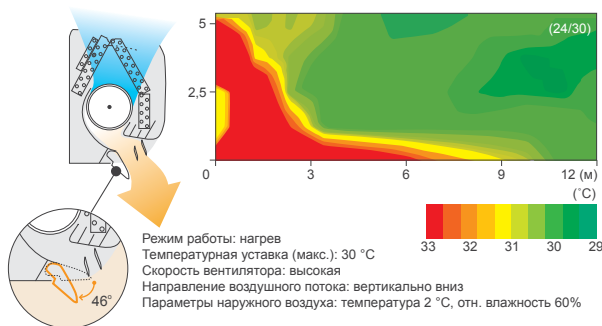 5
(24/30)
2,5
0
3
6
9
12 (м)
(˚C)
33
32
31
30
29
46°
Режим работы: нагрев
Температурная уставка (макс.): 30 °C
Скорость вентилятора: высокая
Направление воздушного потока: вертикально вниз
Параметры наружного воздуха: температура 2 °C, отн. влажность 60%